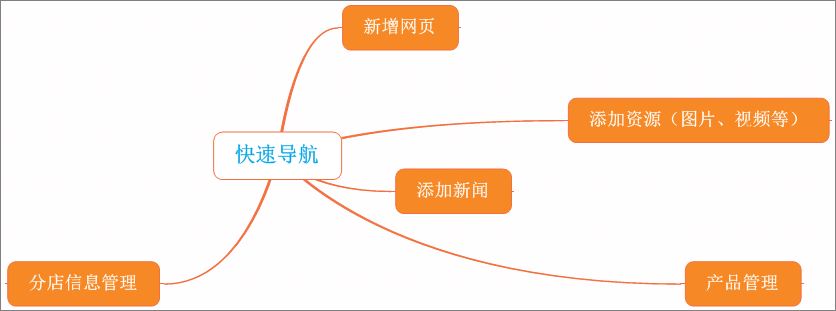 新增网页
添加资源（图片、视频等）
快速导航
添加新闻
分店信息管理
产品管理